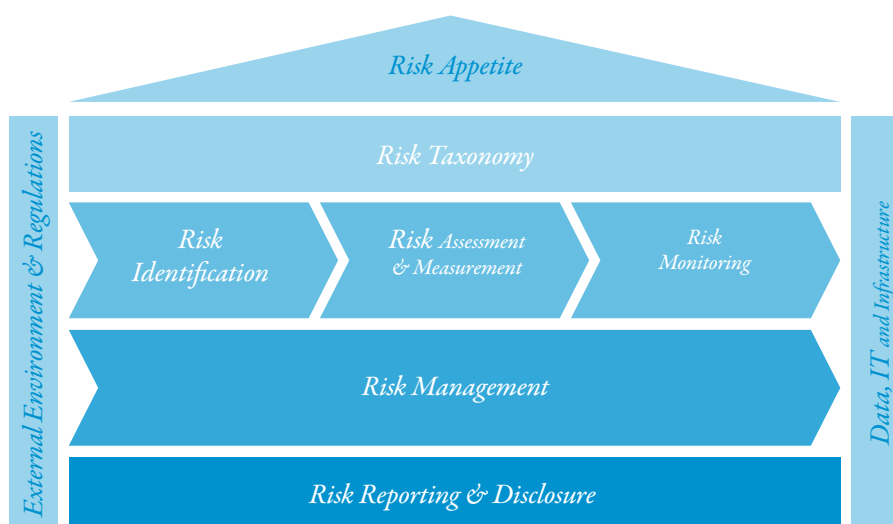 Risk Appetite
Risk Taxonomy
External Environment & Regulations
Risk
Identification
Risk Assessment
& Measurement
Risk
Monitoring
Data, IT and Infrastructure
Risk Management
Risk Reporting & Disclosure